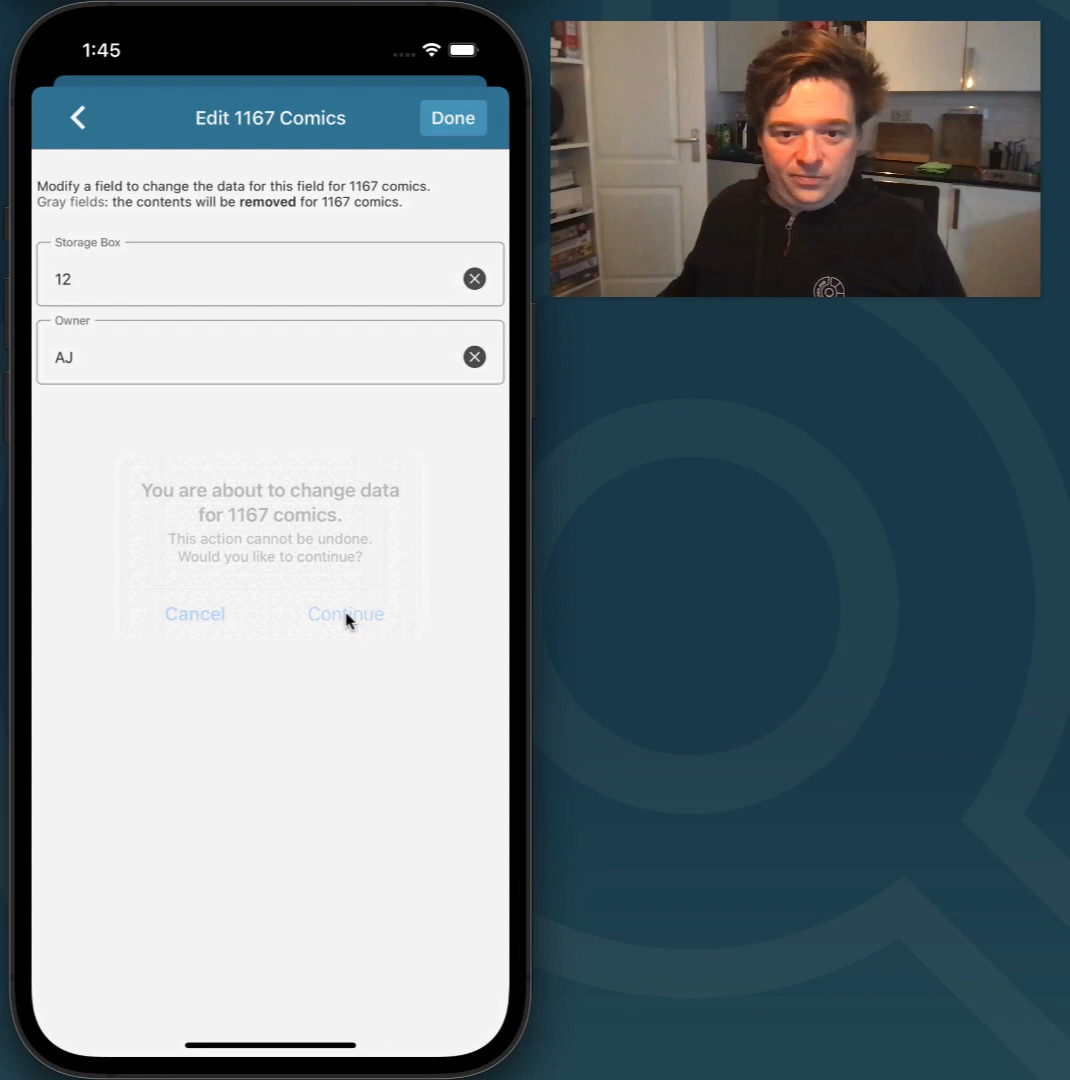 1:45
Edit 1167 Comics
Done
Modify a field to change the data for this field for 1167 comics.
Gray fields: the contents will be removed for 1167 comics.
Storage Box
12
Owner
AJ
You are about to change data
for 1167 comics.
This action cannot be undone.
Would you like to continue?
Cancel
Continue